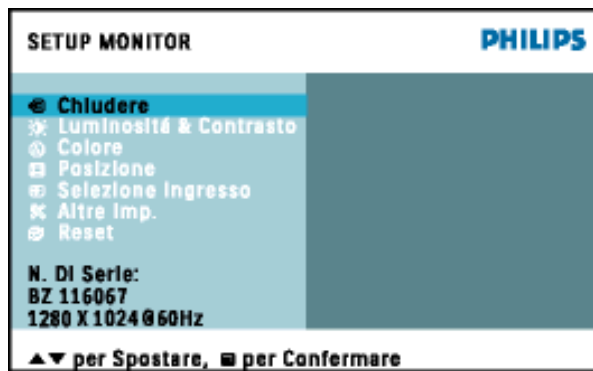 SETUP MONITOR
PHILIPS
Chiudere
Luminositá & Contrasto
Colore
Posizione
Selezione Ingresso
Altre Imp.
Reset
N. Di Serie:
BZ 116067
1280 X 1024@60Hz
▲▼ per Spostare, per Confermare